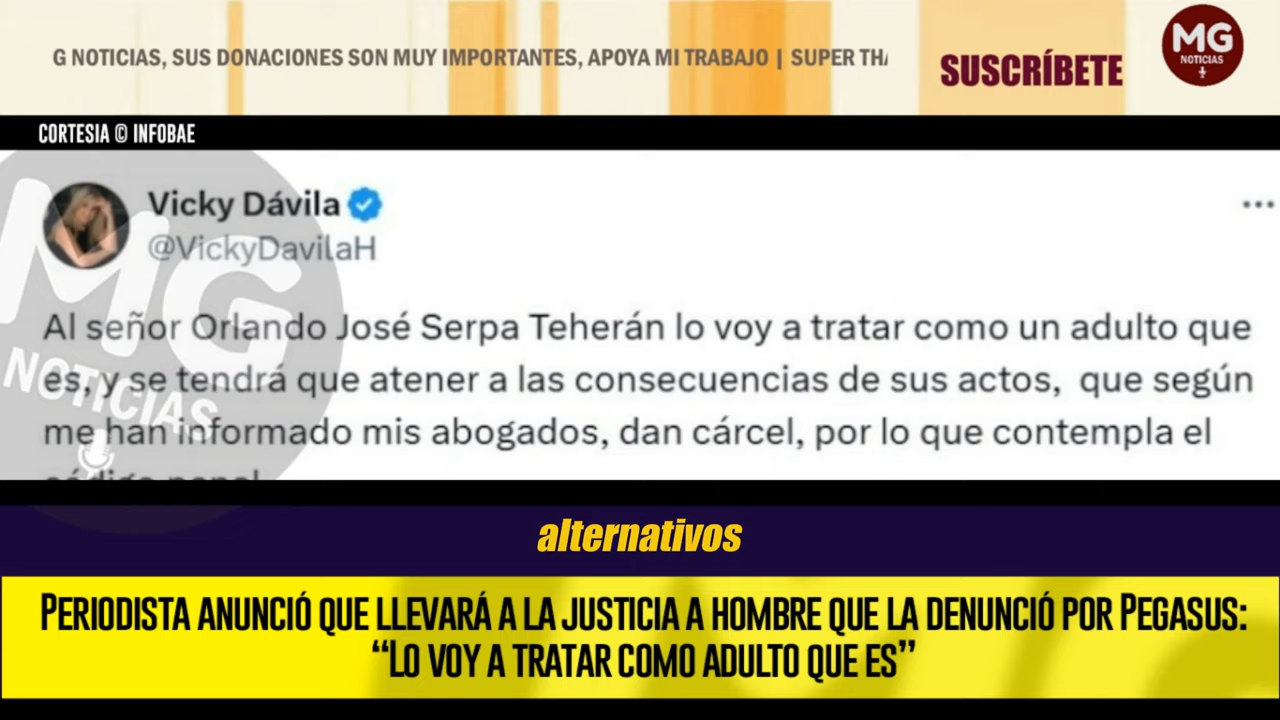 G NOTICIAS, SUS DONACIONES SON MUY IMPORTANTES, APOYA MI TRABAJO | SUPER
SUSCRÍBETE
MG
NOTICIAS
CORTESIA © INFOBAE
Vicky Dávila
@VickyDavilaH
Al señor Orlando José Serpa Teherán lo voy a tratar como un adulto que
es, y se tendrá que atener a las consecuencias de sus actos,  que según
me han informado mis abogados, dan cárcel, por lo que contempla el
MG
NOTICIAS
alternativos
PERIODISTA ANUNCIÓ QUE LLEVARÁ A LA JUSTICIA A HOMBRE QUE LA DENUNCIÓ POR PEGASUS:
“LO VOY A TRATAR COMO ADULTO QUE ES”